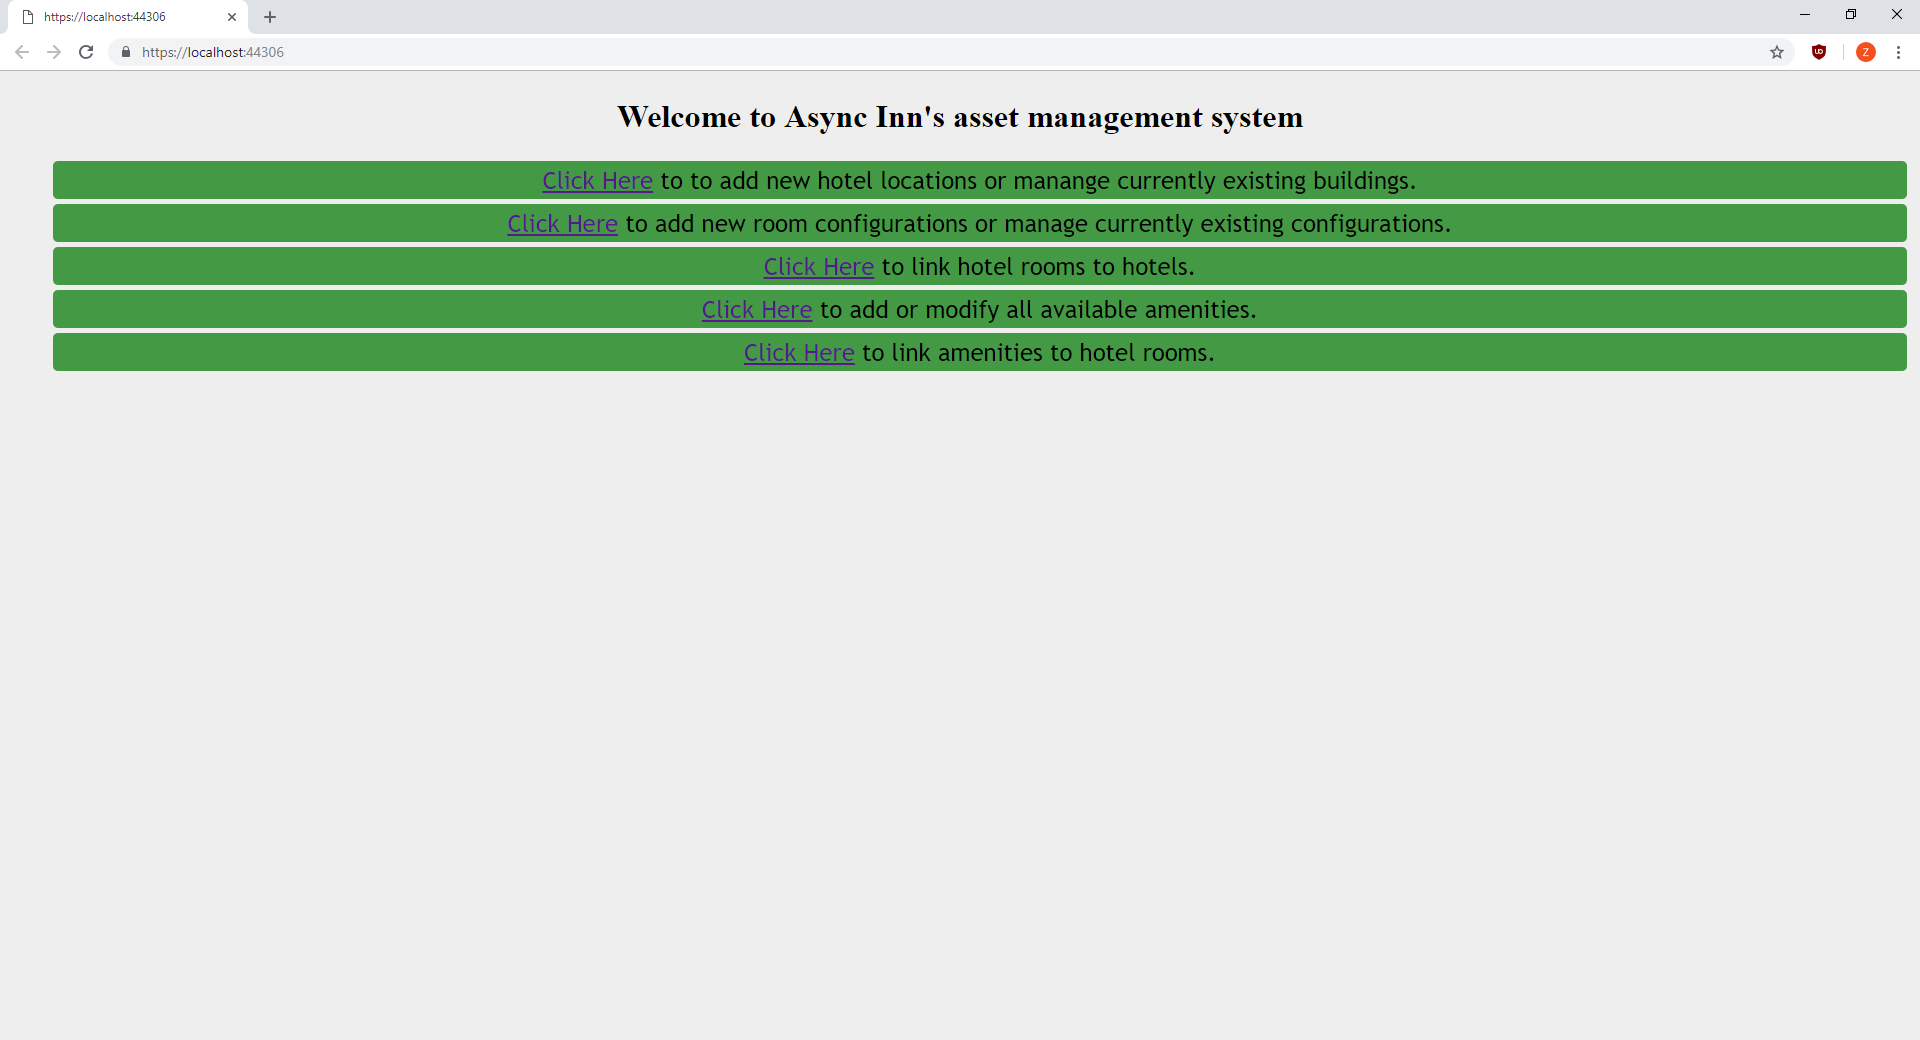 https://localhost:44306
https://localhost:44306
Z
Welcome to Async Inn's asset management system
Click Here to to add new hotel locations or manange currently existing buildings.
Click Here to add new room configurations or manage currently existing configurations.
Click Here to link hotel rooms to hotels.
Click Here to add or modify all available amenities.
Click Here to link amenities to hotel rooms.